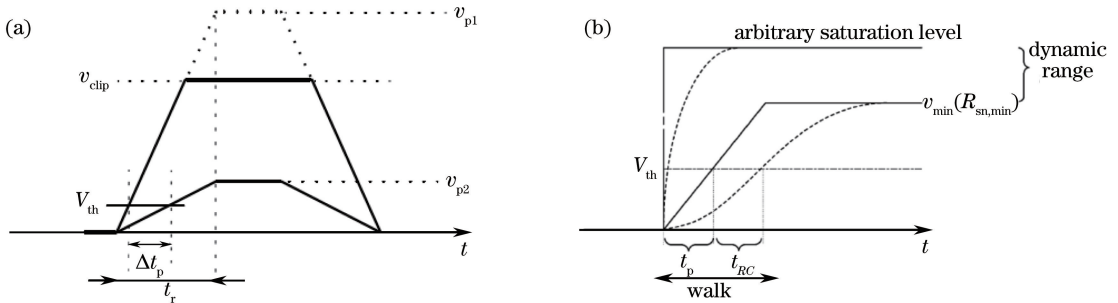 (a)
v_p1
v_clip
v_p2
V_th
t
Δt_p
t_r
(b)
arbitrary saturation level
dynamic
range
v_min(R_sn,min)
V_th
t
t_p
t_RC
walk